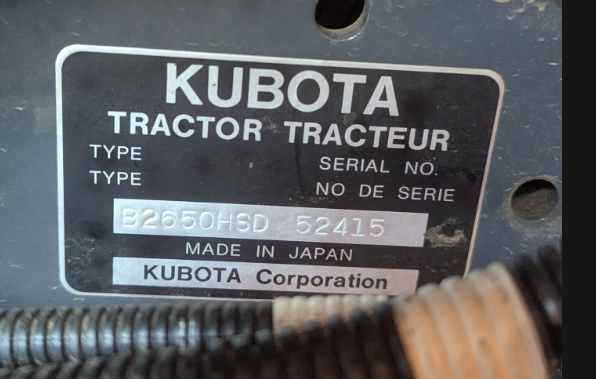 KUBOTA
TRACTOR TRACTEUR
TYPE SERIAL NO.
TYPE NO DE SERIE
B2650HSD 52415
MADE IN JAPAN
KUBOTA Corporation